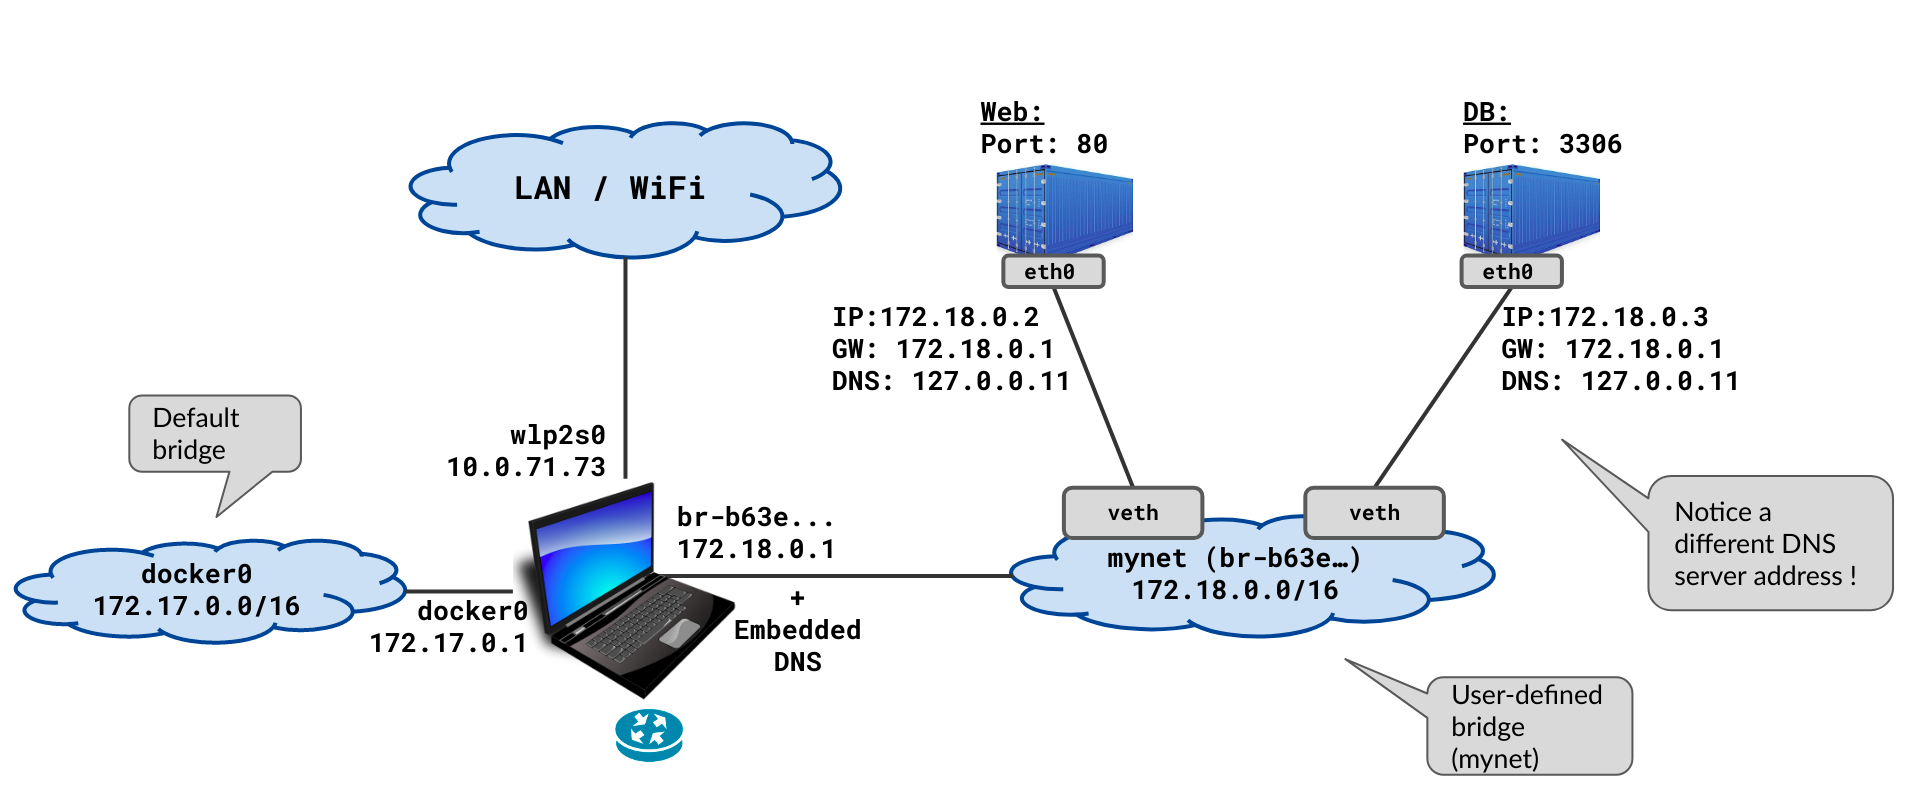 Web:
Port: 80
DB:
Port: 3306
LAN / WiFi
eth0
eth0
IP:172.18.0.2
GW: 172.18.0.1
DNS: 127.0.0.11
IP:172.18.0.3
GW: 172.18.0.1
DNS: 127.0.0.11
Default
bridge
wlp2s0
10.0.71.73
br-b63e...
172.18.0.1
veth
veth
Notice a
different DNS
server address !
mynet (br-b63e…)
172.18.0.0/16
docker0
172.17.0.0/16
docker0
172.17.0.1
+
Embedded
DNS
User-defined
bridge
(mynet)